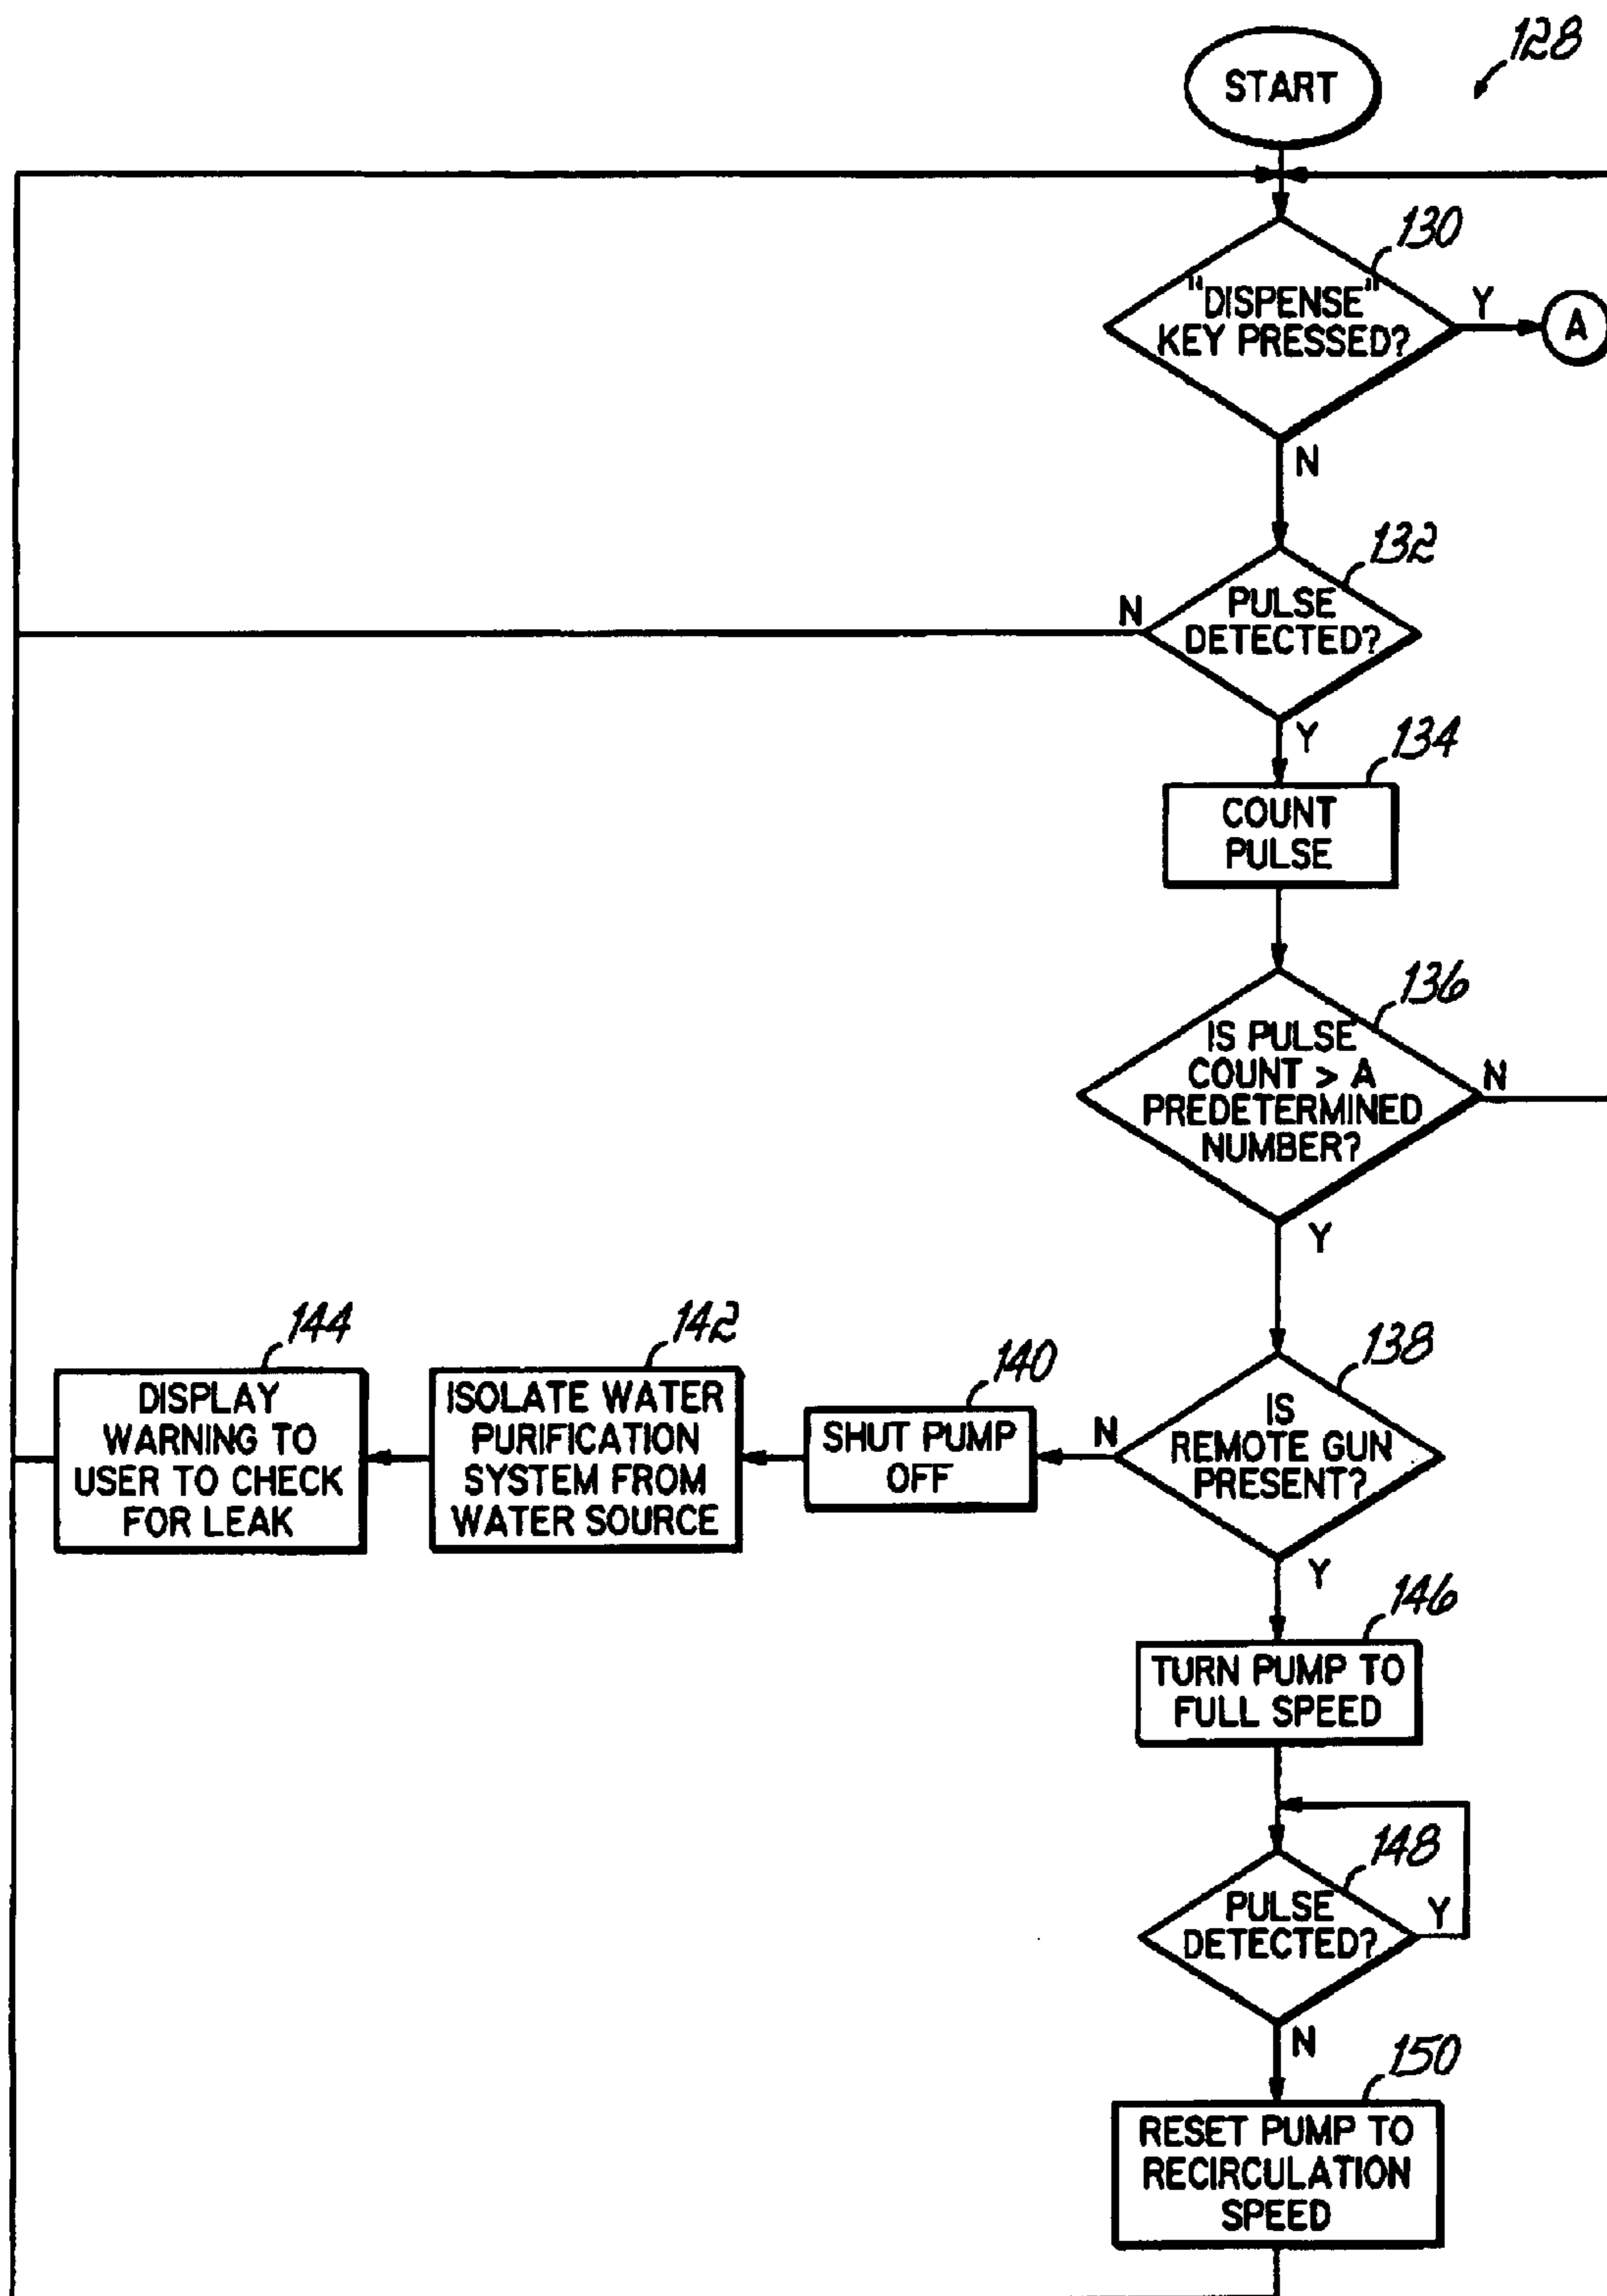 128
START
130
"DISPENSE"
KEY PRESSED?
Y
A
N
132
N
PULSE
DETECTED?
Y
134
COUNT
PULSE
136
IS PULSE
COUNT > A
PREDETERMINED
NUMBER?
N
Y
138
IS
REMOTE GUN
PRESENT?
N
140
SHUT PUMP
OFF
142
ISOLATE WATER
PURIFICATION
SYSTEM FROM
WATER SOURCE
144
DISPLAY
WARNING TO
USER TO CHECK
FOR LEAK
Y
146
TURN PUMP TO
FULL SPEED
148
PULSE
DETECTED?
Y
N
150
RESET PUMP TO
RECIRCULATION
SPEED